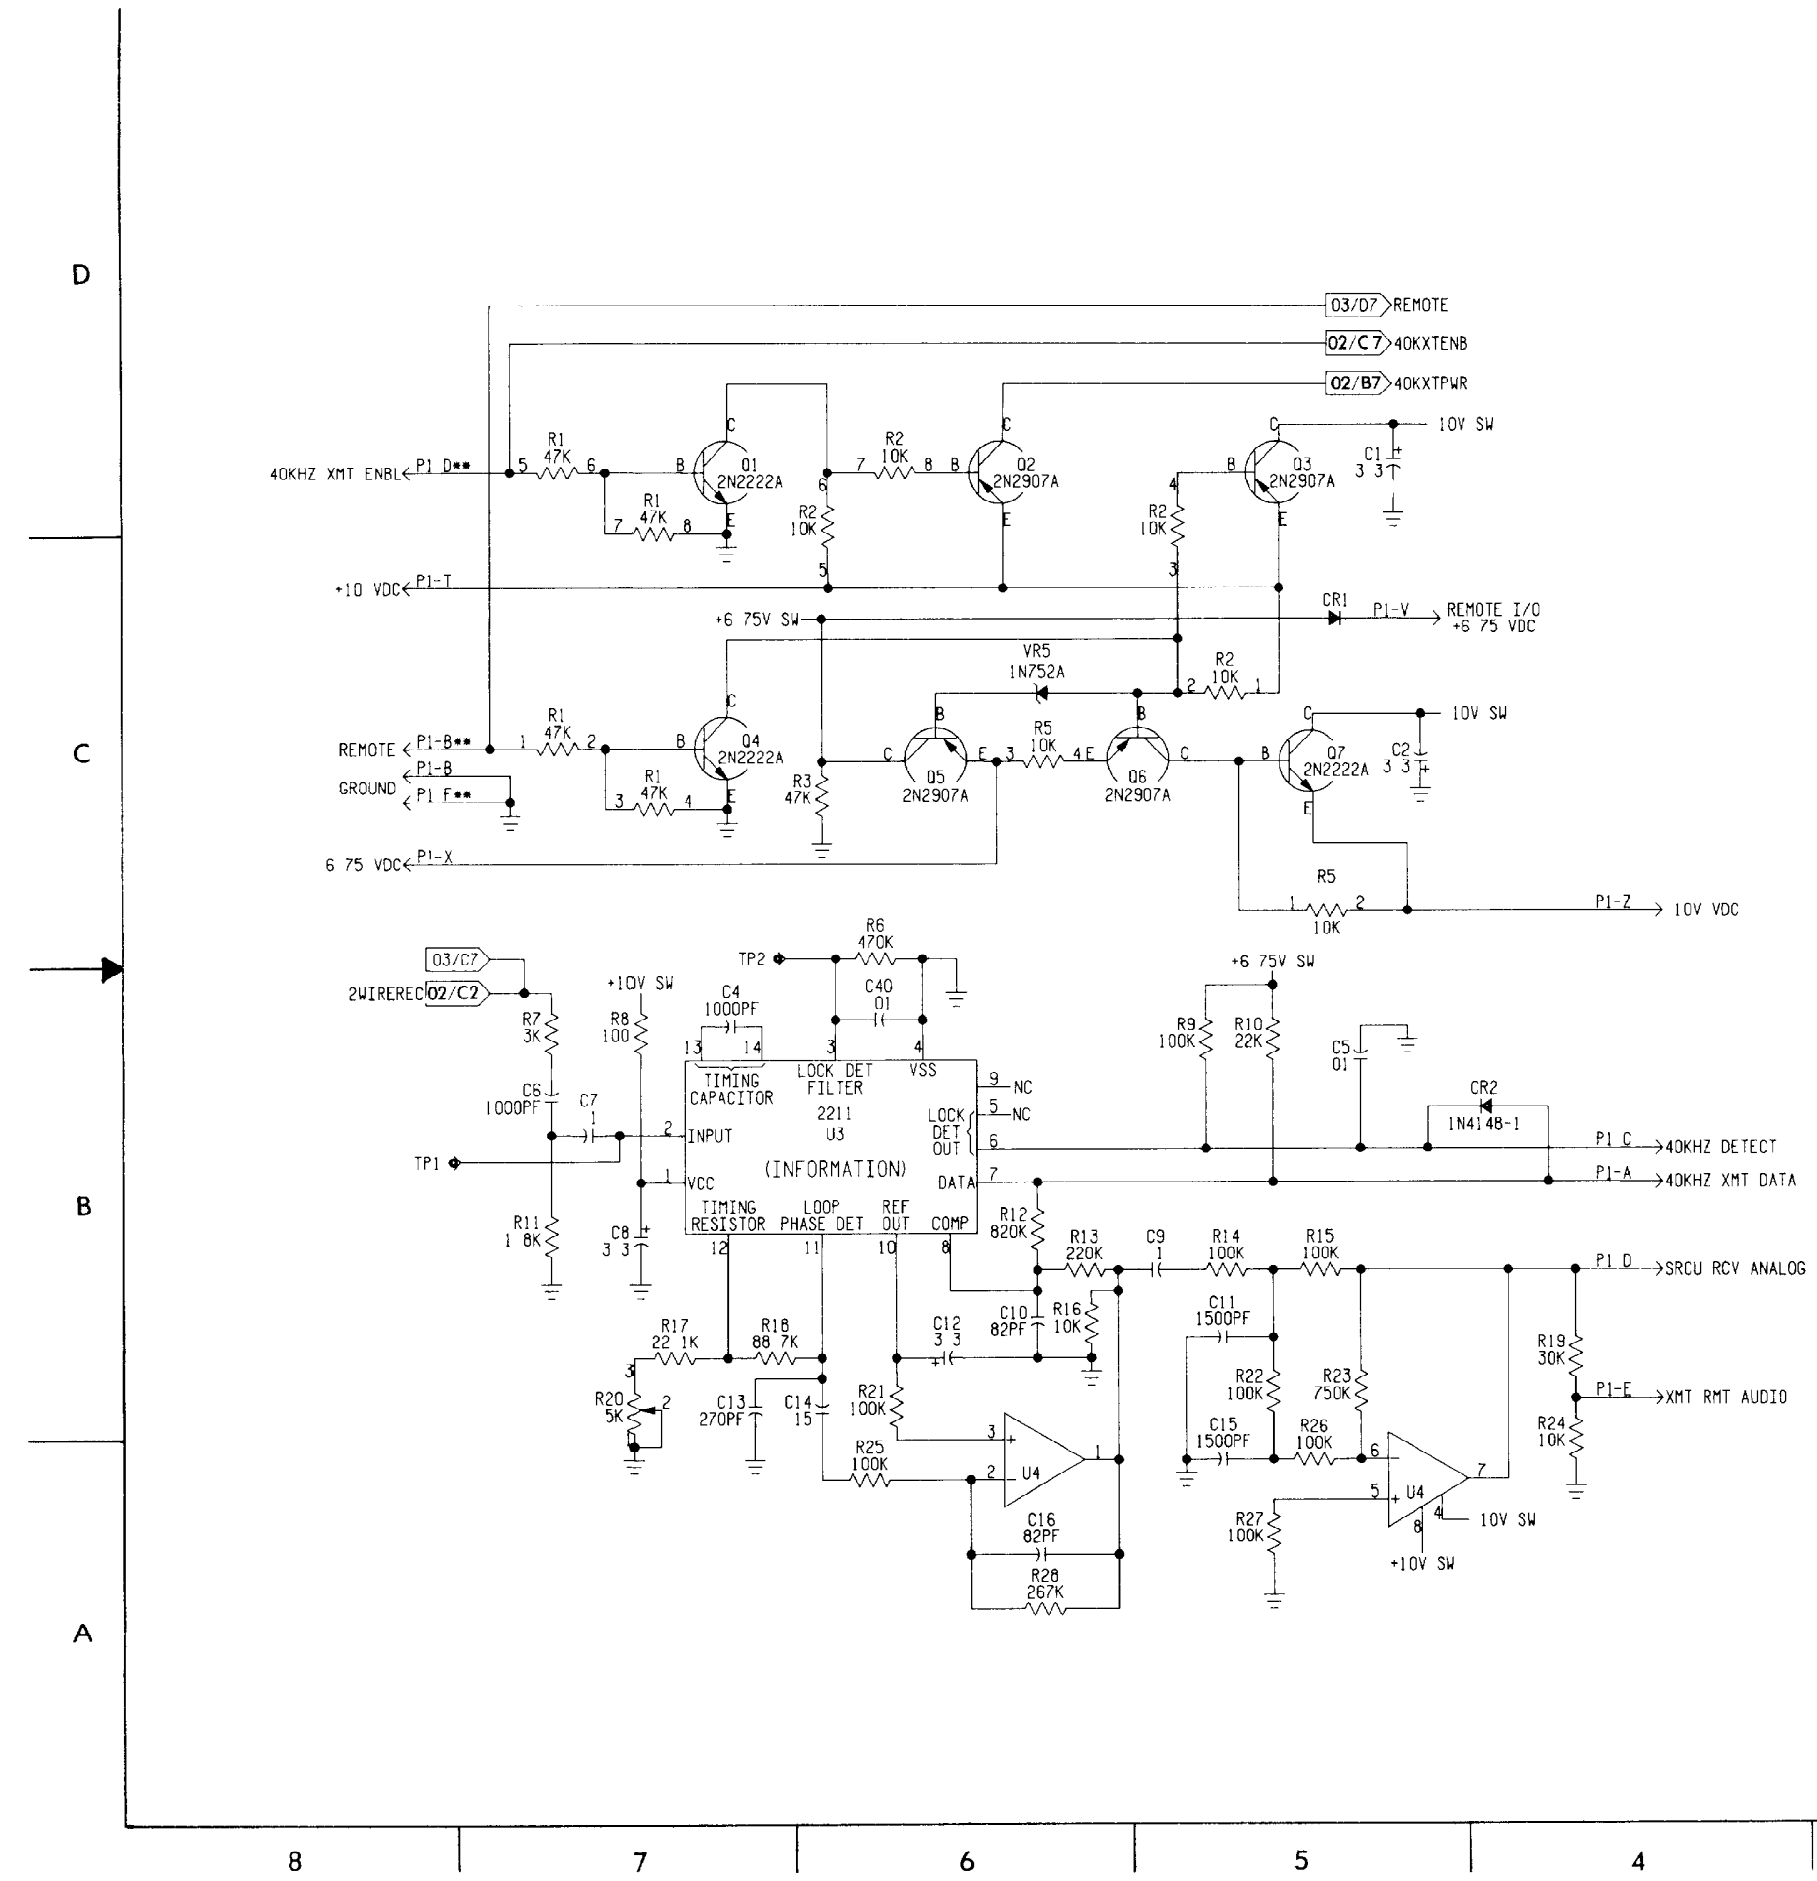 D
03/D7 REMOTE
02/C7 40KXTENB
02/B7 40KXTPWR
C
C
C
10V SW
R1
47K
R2
10K
C1
3 3
+
40KHZ XMT ENBL
P1 D**
5
6
B
Q1
2N2222A
7
8
B
Q2
2N2907A
B
Q3
2N2907A
R1
47K
7
8
E
6
R2
10K
5
E
4
R2
10K
3
E
+10 VDC
P1-T
+6 75V SW
CR1
P1-V
REMOTE I/O
+6 75 VDC
VR5
1N752A
R2
10K
2
1
C
C
B
B
C
10V SW
REMOTE
P1-B**
1
R1
47K
2
B
Q4
2N2222A
C
E
3
R5
10K
4
E
C
B
Q7
2N2222A
C2
3 3
+
GROUND
P1-B
P1 F**
R1
47K
3
4
E
R3
47K
Q5
2N2907A
Q6
2N2907A
E
6 75 VDC
P1-X
R5
1
2
10K
P1-Z
10V VDC
03/C7
2WIREREC 02/C2
+10V SW
TP2
R6
470K
C40
01
+6 75V SW
R7
3K
R8
100
C4
1000PF
13
14
3
4
R9
100K
R10
22K
C5
01
TIMING
CAPACITOR
LOCK DET
FILTER
VSS
9
NC
5
NC
CR2
1N4148-1
C6
1000PF
C7
1
2
INPUT
2211
U3
LOCK
DET
OUT
6
P1 C
40KHZ DETECT
TP1
(INFORMATION)
1
VCC
DATA
7
P1-A
40KHZ XMT DATA
B
R11
1 8K
C8
3 3
+
TIMING
RESISTOR
LOOP
PHASE DET
REF
OUT
COMP
12
11
10
8
R12
820K
R13
220K
C9
1
R14
100K
R15
100K
P1 D
SRCU RCV ANALOG
R17
22 1K
R18
88 7K
C12
3 3
+
C10
82PF
R16
10K
C11
1500PF
R19
30K
3
R20
5K
2
C13
270PF
C14
15
R21
100K
R22
100K
R23
750K
P1-E
XMT RMT AUDIO
R25
100K
3
+
2
-
U4
1
C15
1500PF
R26
100K
6
-
5
+
U4
7
R24
10K
C16
82PF
R27
100K
8
4
10V SW
+10V SW
R28
267K
A
8
7
6
5
4